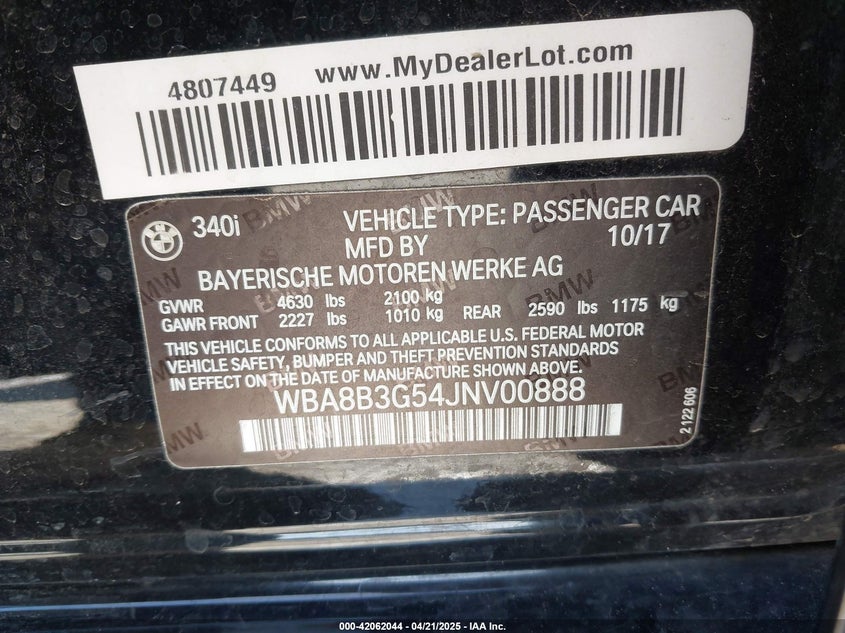 4807449 www.MyDealerLot.com
340i VEHICLE TYPE: PASSENGER CAR
MFD BY 10/17
BAYERISCHE MOTOREN WERKE AG
GVWR 4630 lbs 2100 kg
GAWR FRONT 2227 lbs 1010 kg REAR 2590 lbs 1175 kg
THIS VEHICLE CONFORMS TO ALL APPLICABLE U.S. FEDERAL MOTOR
VEHICLE SAFETY, BUMPER AND THEFT PREVENTION STANDARDS
IN EFFECT ON THE DATE OF MANUFACTURE SHOWN ABOVE.
WBA8B3G54JNV00888
2 122 606
000-42062044 - 04/21/2025 - IAA Inc.